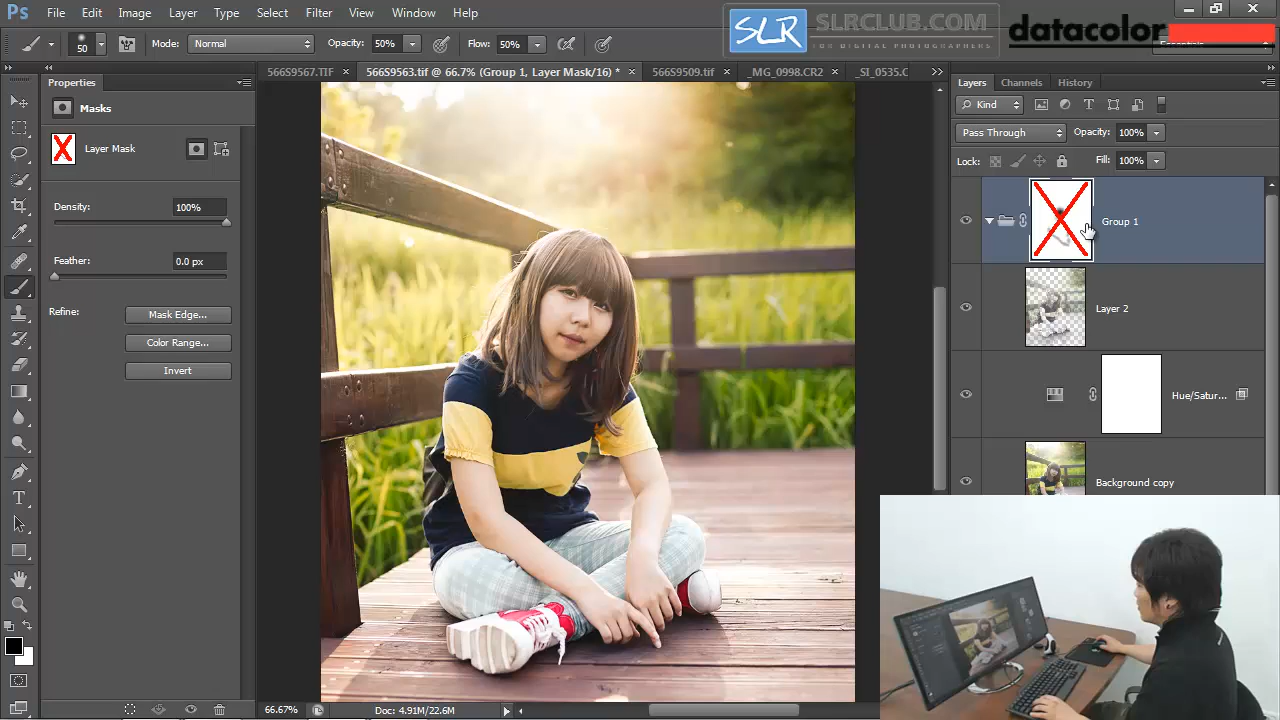 Ps File Edit Image Layer Type Select Filter View Window Help
SLR SLRCLUB.COM
FOR DIGITAL PHOTOGRAPHERS
datacolor
50 Mode: Normal Opacity: 50% Flow: 50%
566S9567.TIF × 566S9563.tif @ 66.7% (Group 1, Layer Mask/16) * × 566S9509.tif × _MG_0998.CR2 × _SI_0535.C
Properties
Masks
Layer Mask
Density: 100%
Feather: 0.0 px
Refine: Mask Edge...
Color Range...
Invert
Layers Channels History
Kind
Pass Through Opacity: 100%
Lock: Fill: 100%
Group 1
Layer 2
Hue/Satur...
Background copy
66.67% Doc: 4.91M/22.6M